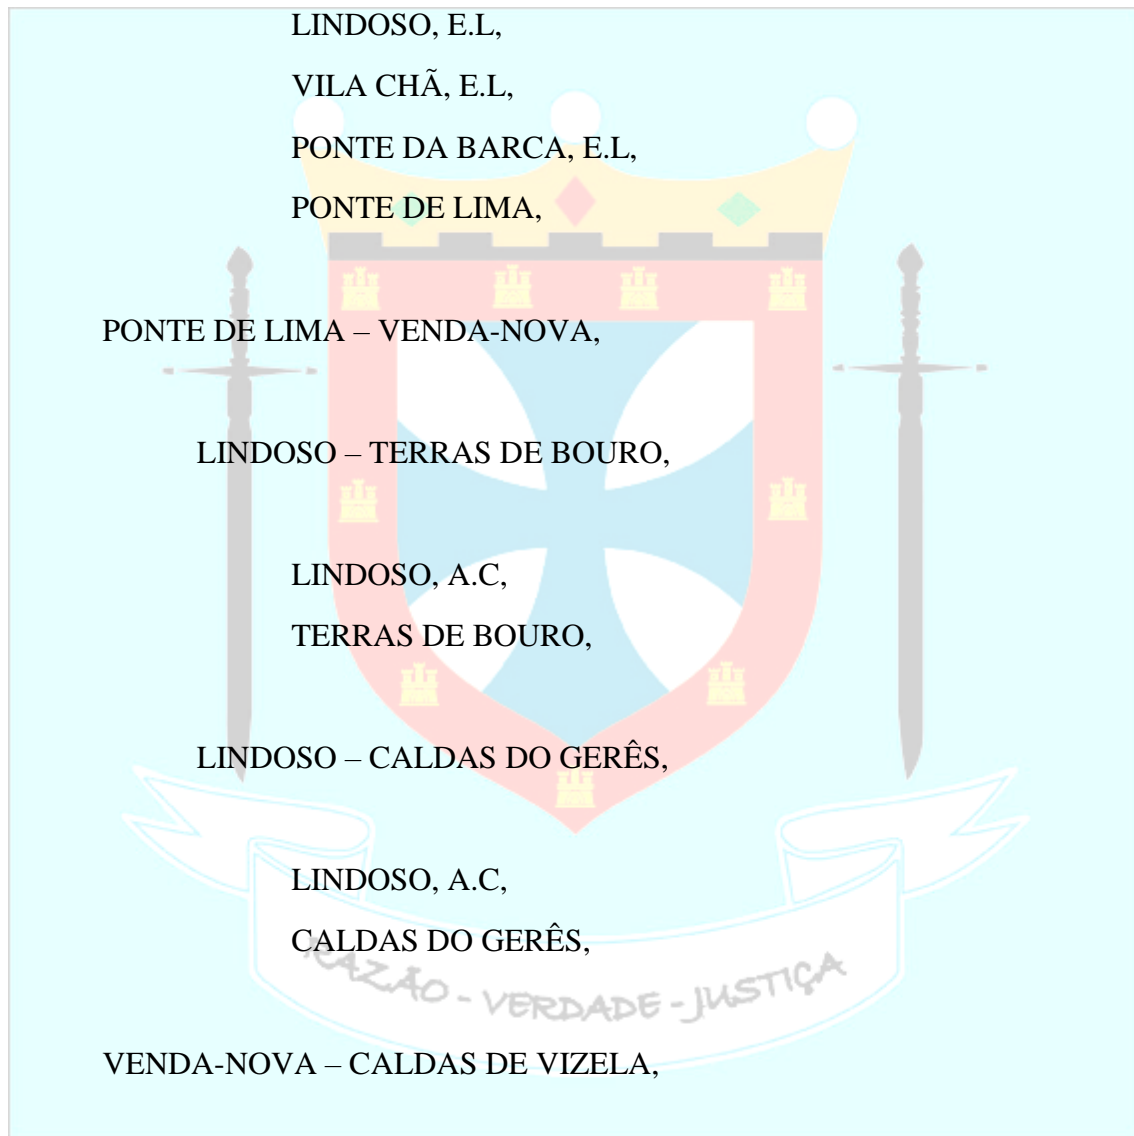 LINDOSO, E.L,
VILA CHÃ, E.L,
PONTE DA BARCA, E.L,
PONTE DE LIMA,
PONTE DE LIMA – VENDA-NOVA,
LINDOSO – TERRAS DE BOURO,
LINDOSO, A.C,
TERRAS DE BOURO,
LINDOSO – CALDAS DO GERÊS,
LINDOSO, A.C,
CALDAS DO GERÊS,
RAZÃO - VERDADE - JUSTIÇA
VENDA-NOVA – CALDAS DE VIZELA,